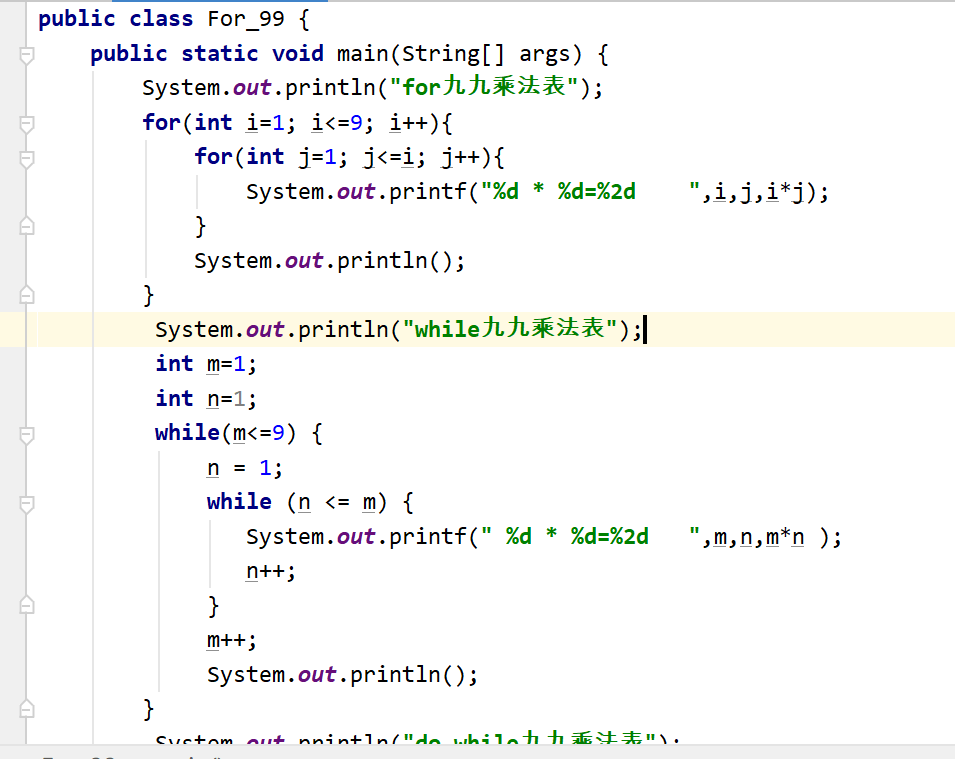 public class For_99 {
public static void main(String[] args) {
System.out.println("for九九乘法表");
for(int i=1; i<=9; i++){
for(int j=1; j<=i; j++){
System.out.printf("%d * %d=%2d    ",i,j,i*j);
}
System.out.println();
}
System.out.println("while九九乘法表");
int m=1;
int n=1;
while(m<=9) {
n = 1;
while (n <= m) {
System.out.printf(" %d * %d=%2d   ",m,n,m*n );
n++;
}
m++;
System.out.println();
}
System.out.println("do while九九乘法表");